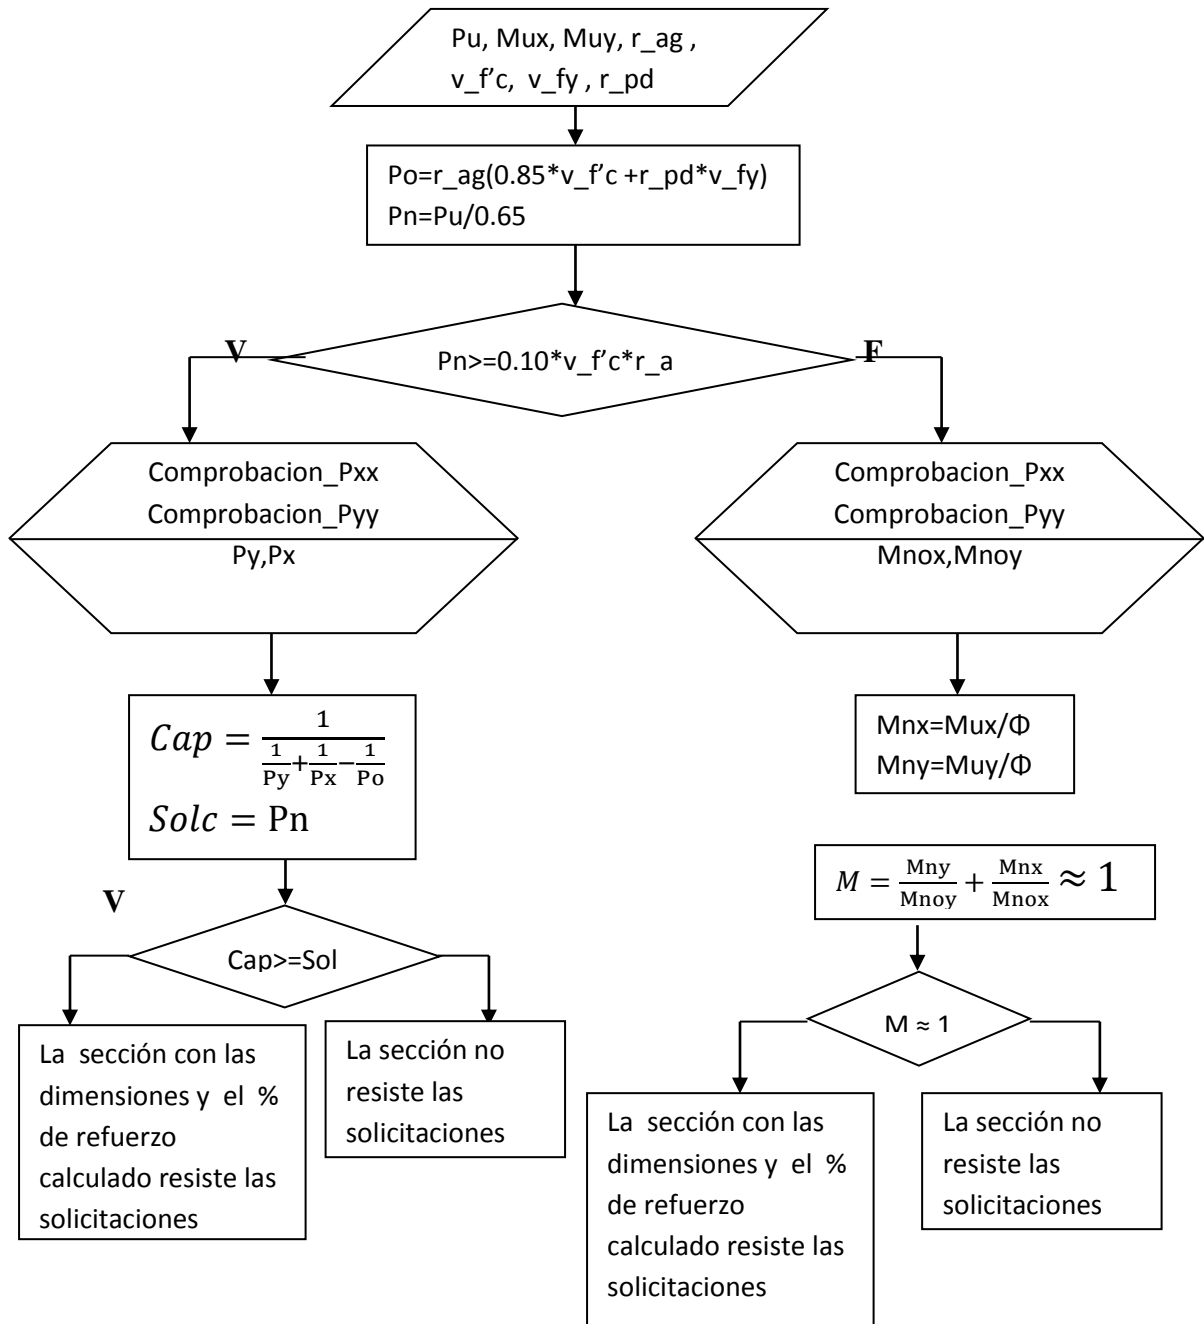 Pu, Mux, Muy, r_ag ,
v_f’c, v_fy , r_pd
Po=r_ag(0.85*v_f’c +r_pd*v_fy)
Pn=Pu/0.65
V
Pn>=0.10*v_f’c*r_a
F
Comprobacion_Pxx
Comprobacion_Pyy
Py,Px
Comprobacion_Pxx
Comprobacion_Pyy
Mnox,Mnoy
Cap = 1 / (1/Py + 1/Px − 1/Po)
Solc = Pn
Mnx=Mux/Φ
Mny=Muy/Φ
M = Mny/Mnoy + Mnx/Mnox ≈ 1
V
Cap>=Sol
M ≈ 1
La sección con las
dimensiones y el %
de refuerzo
calculado resiste las
solicitaciones
La sección no
resiste las
solicitaciones
La sección con las
dimensiones y el %
de refuerzo
calculado resiste las
solicitaciones
La sección no
resiste las
solicitaciones